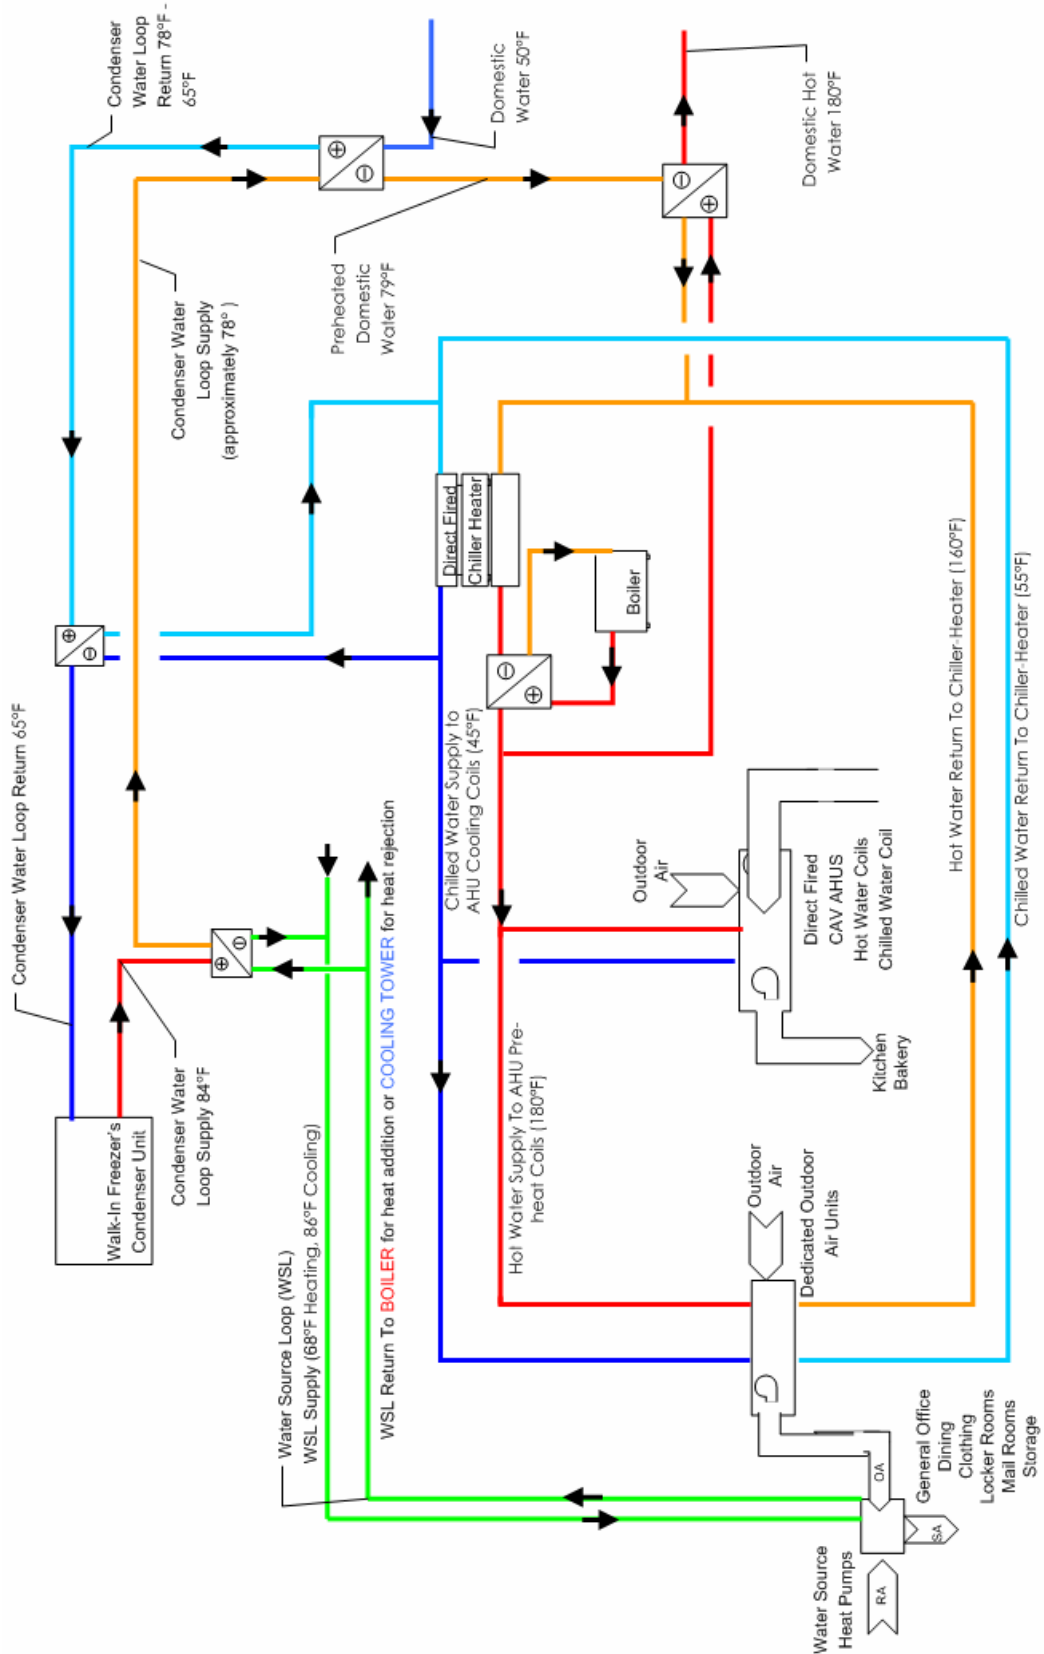 Condenser Water Loop Return 65°F
Walk-In Freezer's
Condenser Unit
Condenser Water
Loop Supply 84°F
Condenser Water
Loop Supply
(approximately 78° )
Condenser
Water Loop
Return 78°F -
65°F
Domestic
Water 50°F
Preheated
Domestic
Water 79°F
Domestic Hot
Water 180°F
Water Source Loop (WSL)
WSL Supply (68°F Heating, 86°F Cooling)
WSL Return To BOILER for heat addition or COOLING TOWER for heat rejection
Chilled Water Supply to
AHU Cooling Coils (45°F)
Direct Fired
Chiller Heater
Boiler
Hot Water Supply To AHU Pre-
heat Coils (180°F)
Outdoor
Air
Direct Fired
CAV AHUS
Hot Water Coils
Chilled Water Coil
Kitchen
Bakery
Outdoor
Air
Dedicated Outdoor
Air Units
Hot Water Return To Chiller-Heater (160°F)
Chilled Water Return To Chiller-Heater (55°F)
Water Source
Heat Pumps
RA
OA
SA
General Office
Dining
Clothing
Locker Rooms
Mail Rooms
Storage